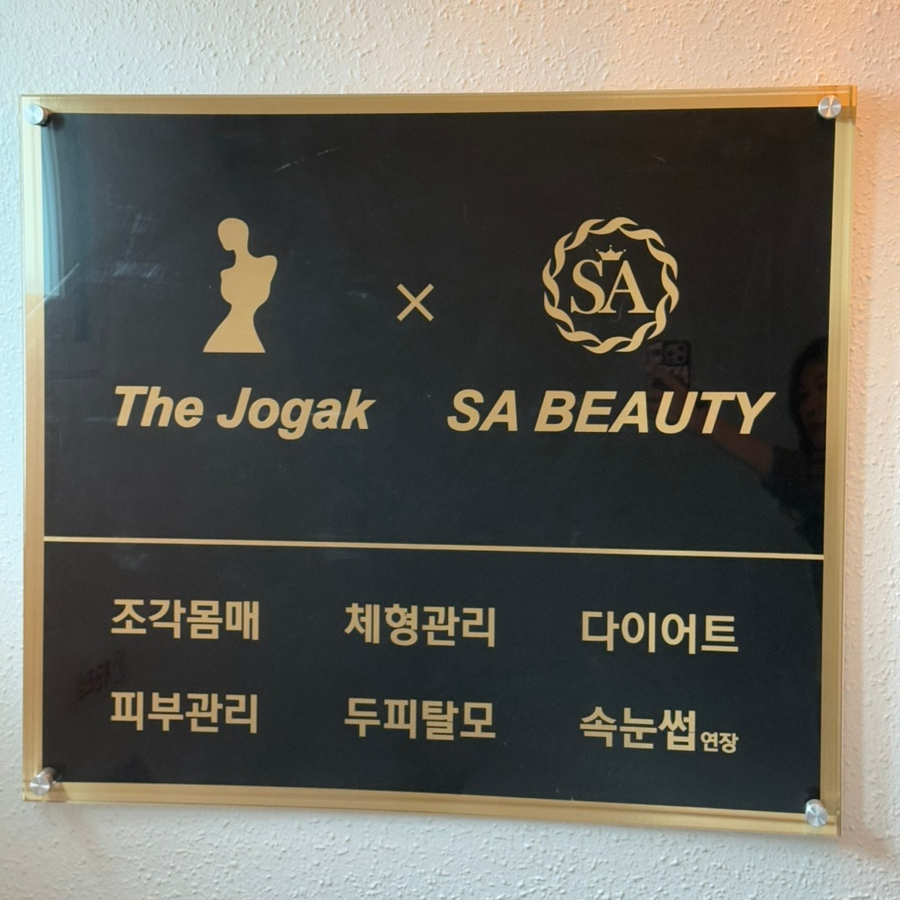 SA
×
The Jogak SA BEAUTY
조각몸매 체형관리 다이어트
피부관리 두피탈모 속눈썹연장